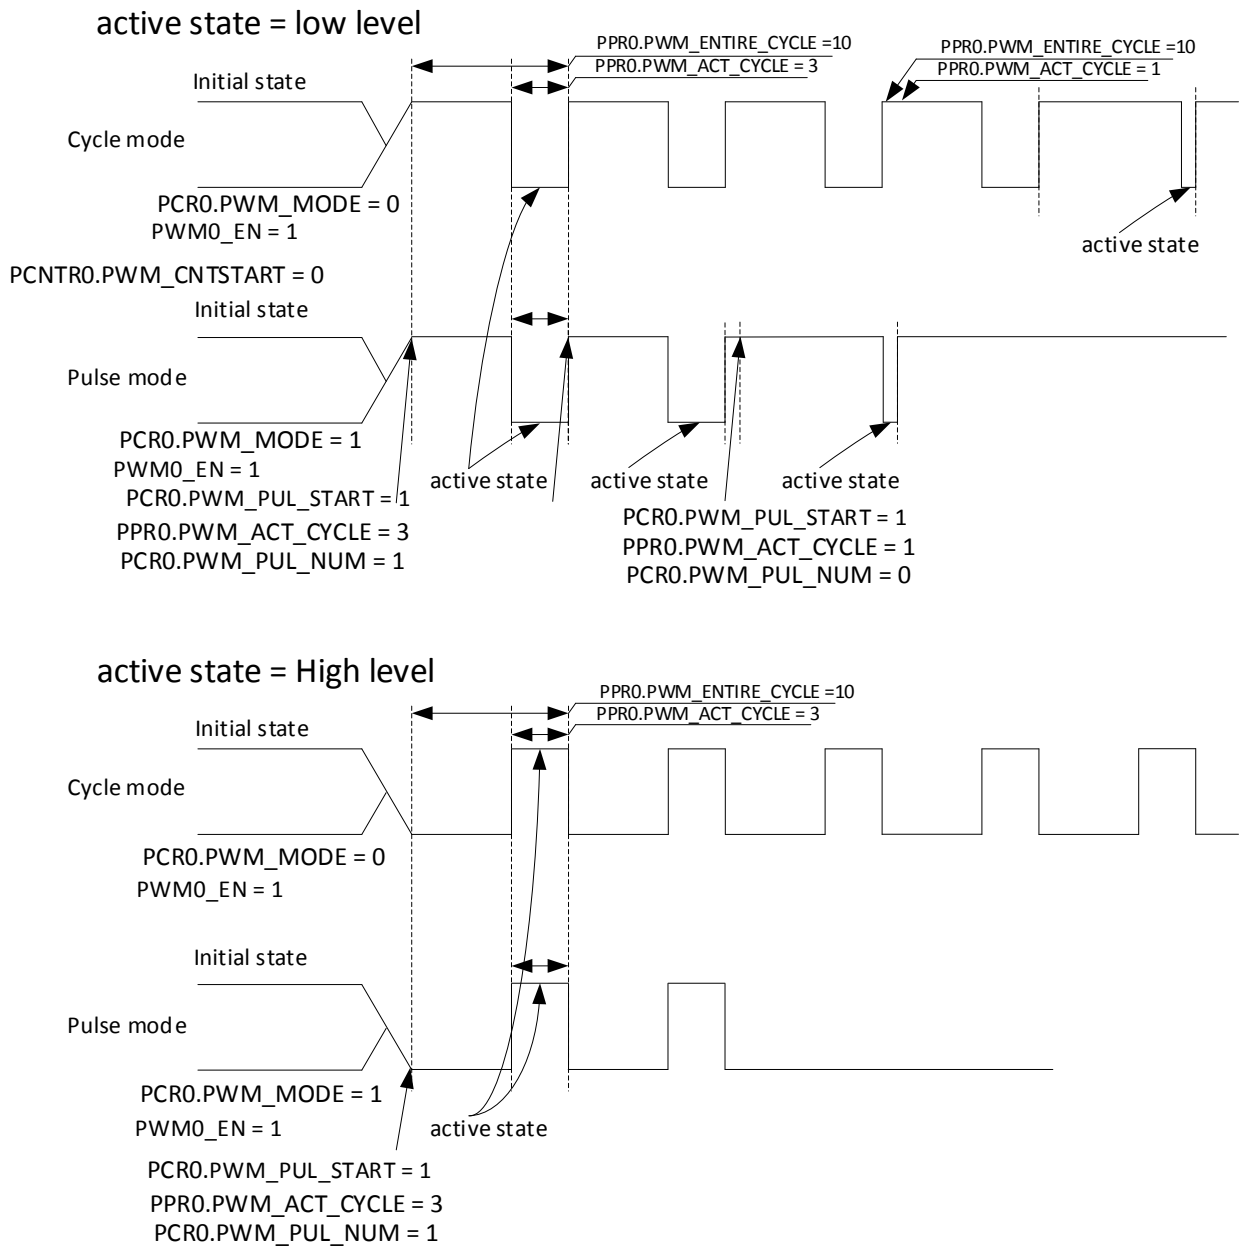 active state = low level
PPR0.PWM_ENTIRE_CYCLE =10
PPR0.PWM_ACT_CYCLE = 3
PPR0.PWM_ENTIRE_CYCLE=10
PPR0.PWM_ACT_CYCLE = 1
Initial state
Cycle mode
PCR0.PWM_MODE = 0
PWM0_EN = 1
active state
PCNTR0.PWM_CNTSTART = 0
Initial state
Pulse mode
PCR0.PWM_MODE = 1
PWM0_EN = 1
PCR0.PWM_PUL_START = 1
PPR0.PWM_ACT_CYCLE = 3
PCR0.PWM_PUL_NUM = 1
active state
active state
active state
PCR0.PWM_PUL_START = 1
PPR0.PWM_ACT_CYCLE = 1
PCR0.PWM_PUL_NUM = 0
active state = High level
PPR0.PWM_ENTIRE_CYCLE =10
PPR0.PWM_ACT_CYCLE = 3
Initial state
Cycle mode
PCR0.PWM_MODE = 0
PWM0_EN = 1
Initial state
Pulse mode
PCR0.PWM_MODE = 1
PWM0_EN = 1
active state
PCR0.PWM_PUL_START = 1
PPR0.PWM_ACT_CYCLE = 3
PCR0.PWM_PUL_NUM = 1